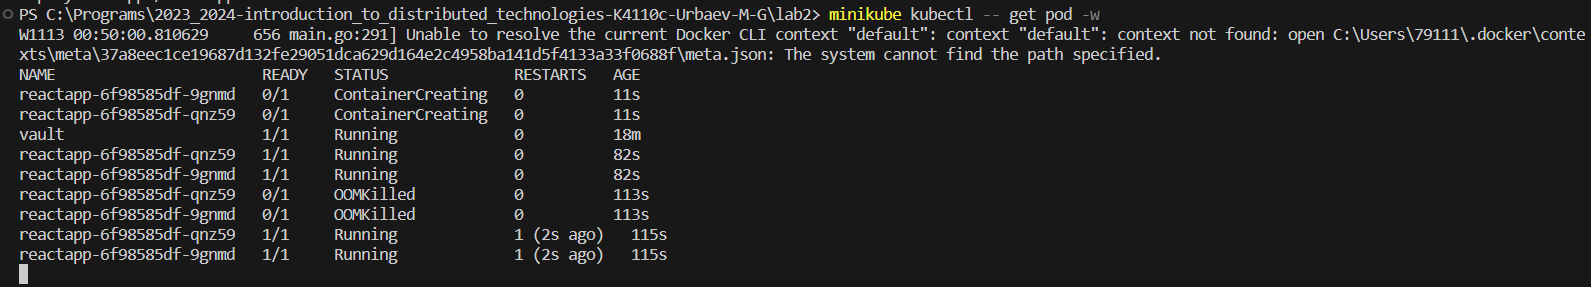 PS C:\Programs\2023_2024-introduction_to_distributed_technologies-K4110c-Urbaev-M-G\lab2> minikube kubectl -- get pod -w
W1113 00:50:00.810629     656 main.go:291] Unable to resolve the current Docker CLI context "default": context "default": context not found: open C:\Users\79111\.docker\conte
xts\meta\37a8eec1ce19687d132fe29051dca629d164e2c4958ba141d5f4133a33f0688f\meta.json: The system cannot find the path specified.
NAME                       READY   STATUS              RESTARTS   AGE
reactapp-6f98585df-9gnmd   0/1     ContainerCreating   0          11s
reactapp-6f98585df-qnz59   0/1     ContainerCreating   0          11s
vault                      1/1     Running             0          18m
reactapp-6f98585df-qnz59   1/1     Running             0          82s
reactapp-6f98585df-9gnmd   1/1     Running             0          82s
reactapp-6f98585df-qnz59   0/1     OOMKilled           0          113s
reactapp-6f98585df-9gnmd   0/1     OOMKilled           0          113s
reactapp-6f98585df-qnz59   1/1     Running             1 (2s ago)   115s
reactapp-6f98585df-9gnmd   1/1     Running             1 (2s ago)   115s